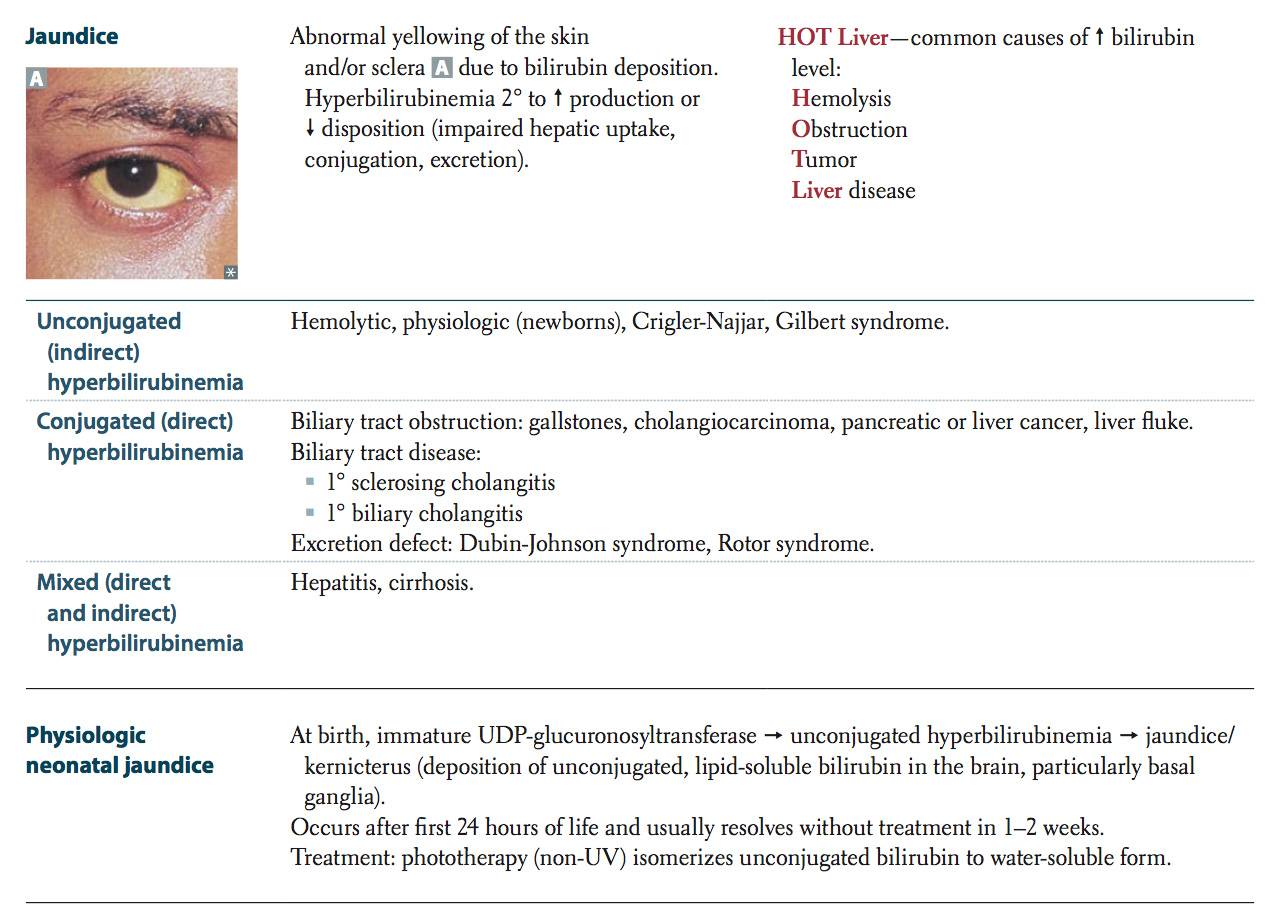 Jaundice
A
*
Abnormal yellowing of the skin
and/or sclera A due to bilirubin deposition.
Hyperbilirubinemia 2° to ↑ production or
↓ disposition (impaired hepatic uptake,
conjugation, excretion).
HOT Liver—common causes of ↑ bilirubin
level:
Hemolysis
Obstruction
Tumor
Liver disease
Unconjugated
(indirect)
hyperbilirubinemia
Hemolytic, physiologic (newborns), Crigler-Najjar, Gilbert syndrome.
Conjugated (direct)
hyperbilirubinemia
Biliary tract obstruction: gallstones, cholangiocarcinoma, pancreatic or liver cancer, liver fluke.
Biliary tract disease:
▪ 1° sclerosing cholangitis
▪ 1° biliary cholangitis
Excretion defect: Dubin-Johnson syndrome, Rotor syndrome.
Mixed (direct
and indirect)
hyperbilirubinemia
Hepatitis, cirrhosis.
Physiologic
neonatal jaundice
At birth, immature UDP-glucuronosyltransferase → unconjugated hyperbilirubinemia → jaundice/
kernicterus (deposition of unconjugated, lipid-soluble bilirubin in the brain, particularly basal
ganglia).
Occurs after first 24 hours of life and usually resolves without treatment in 1–2 weeks.
Treatment: phototherapy (non-UV) isomerizes unconjugated bilirubin to water-soluble form.